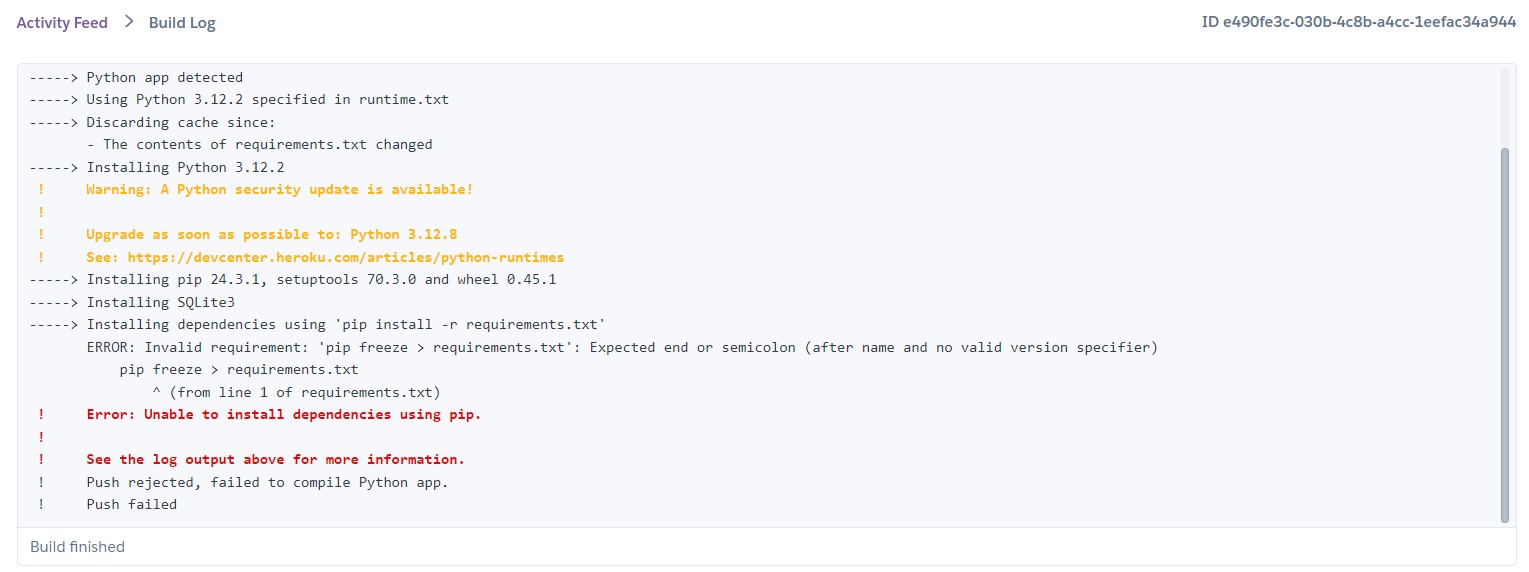 Activity Feed > Build Log
ID e490fe3c-030b-4c8b-a4cc-1eefac34a944
-----> Python app detected
-----> Using Python 3.12.2 specified in runtime.txt
-----> Discarding cache since:
- The contents of requirements.txt changed
-----> Installing Python 3.12.2
! Warning: A Python security update is available!
!
! Upgrade as soon as possible to: Python 3.12.8
! See: https://devcenter.heroku.com/articles/python-runtimes
-----> Installing pip 24.3.1, setuptools 70.3.0 and wheel 0.45.1
-----> Installing SQLite3
-----> Installing dependencies using 'pip install -r requirements.txt'
ERROR: Invalid requirement: 'pip freeze > requirements.txt': Expected end or semicolon (after name and no valid version specifier)
pip freeze > requirements.txt
^ (from line 1 of requirements.txt)
! Error: Unable to install dependencies using pip.
!
! See the log output above for more information.
! Push rejected, failed to compile Python app.
! Push failed
Build finished